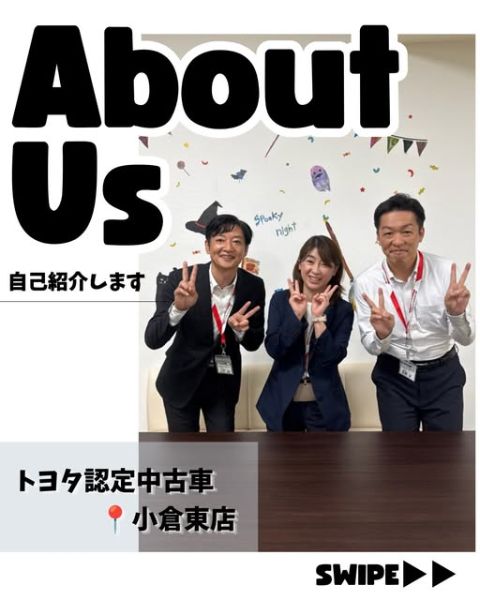 About
Us
自己紹介します
Spooky
night
トヨタ認定中古車
📍小倉東店
SWIPE▶▶